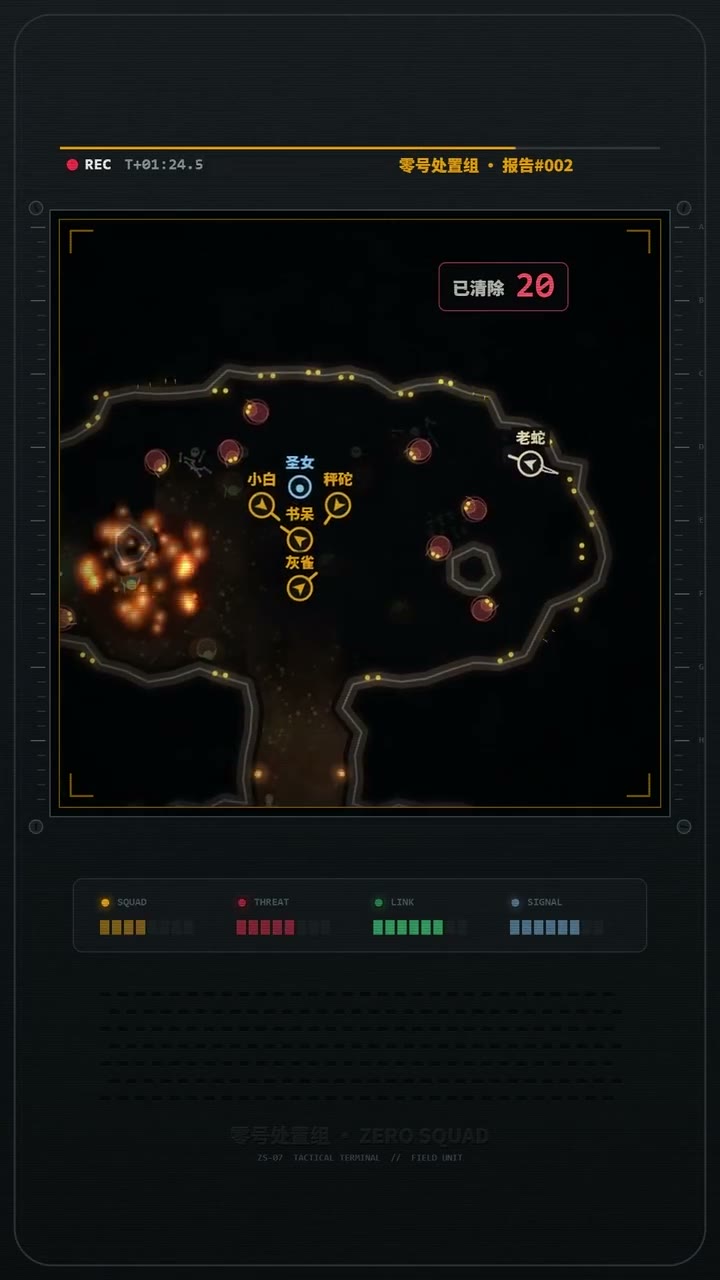 REC T+01:24.5
零号处置组 · 报告#002
已清除 20
老蛇
圣女
小白
秤砣
书呆
灰雀
SQUAD
THREAT
LINK
SIGNAL
零号处置组 · ZERO SQUAD
ZS-07 TACTICAL TERMINAL // FIELD UNIT